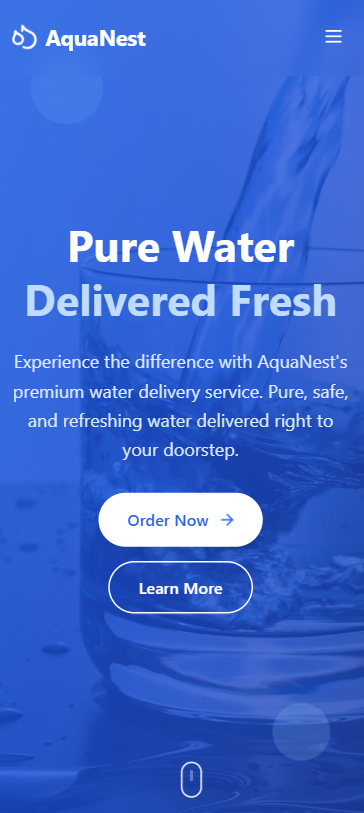 AquaNest
Pure Water
Delivered Fresh
Experience the difference with AquaNest's
premium water delivery service. Pure, safe,
and refreshing water delivered right to
your doorstep.
Order Now
Learn More